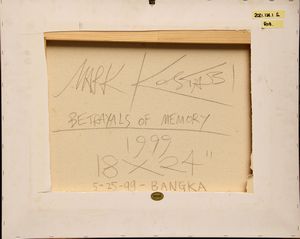 MARK KOSTABI
BETRAYALS OF MEMORY
1999
18 X 24"
5-25-99 - BANGKA